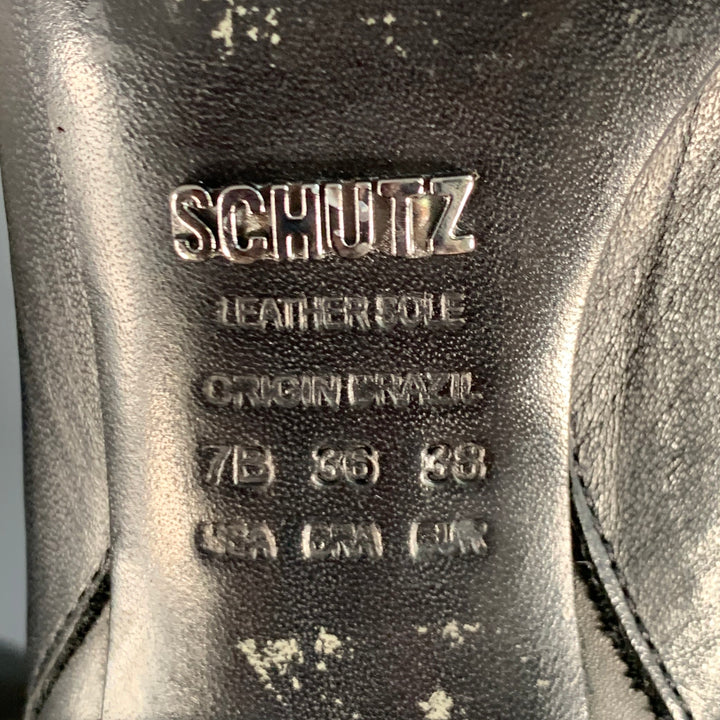 SCHUTZ
LEATHER SOLE
ORIGIN BRAZIL
7B 36 38
USA BRA EUR